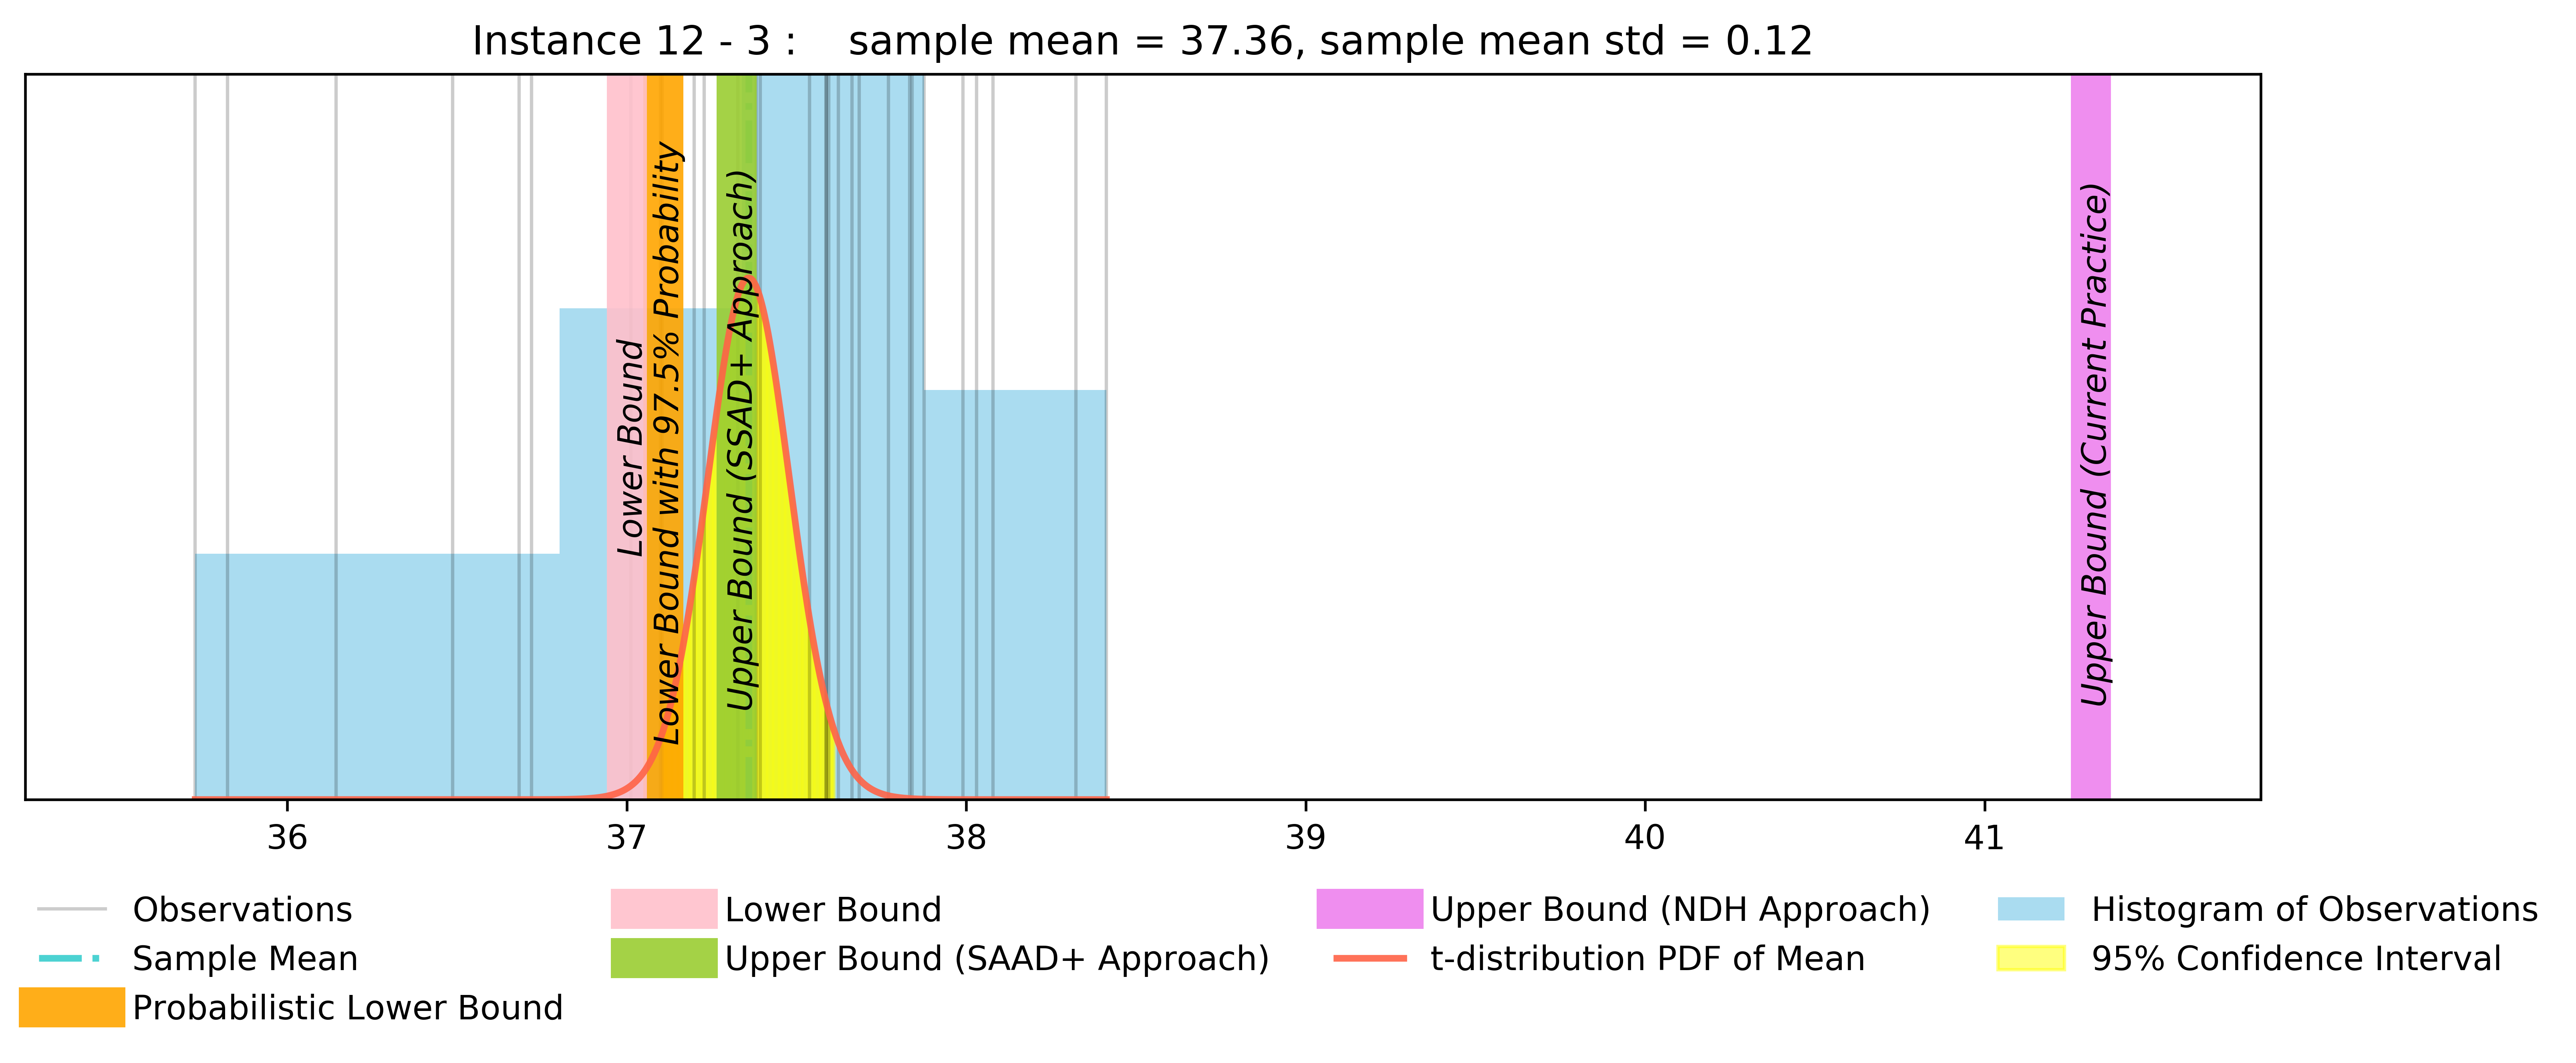 Instance 12 - 3 :    sample mean = 37.36, sample mean std = 0.12
Lower Bound
Lower Bound with 97.5% Probability
Upper Bound (SSAD+ Approach)
Upper Bound (Current Practice)
36 37 38 39 40 41
Observations
Sample Mean
Probabilistic Lower Bound
Lower Bound
Upper Bound (SAAD+ Approach)
Upper Bound (NDH Approach)
t-distribution PDF of Mean
Histogram of Observations
95% Confidence Interval